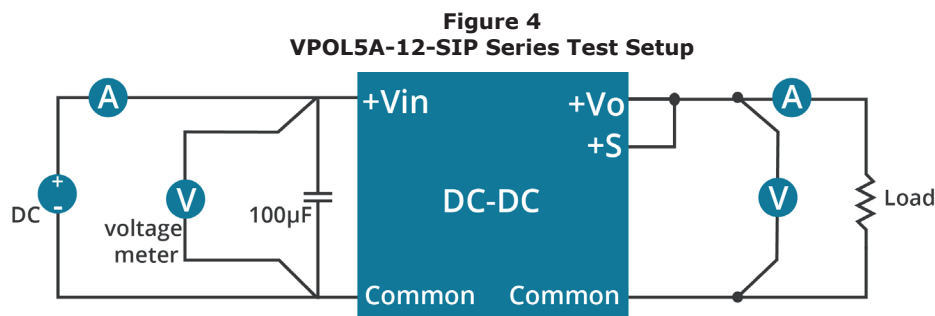 Figure 4
VPOL5A-12-SIP Series Test Setup
A
+Vin
+Vo
A
+S
+
-
DC
V
voltage
meter
100µF
DC-DC
V
Load
Common
Common